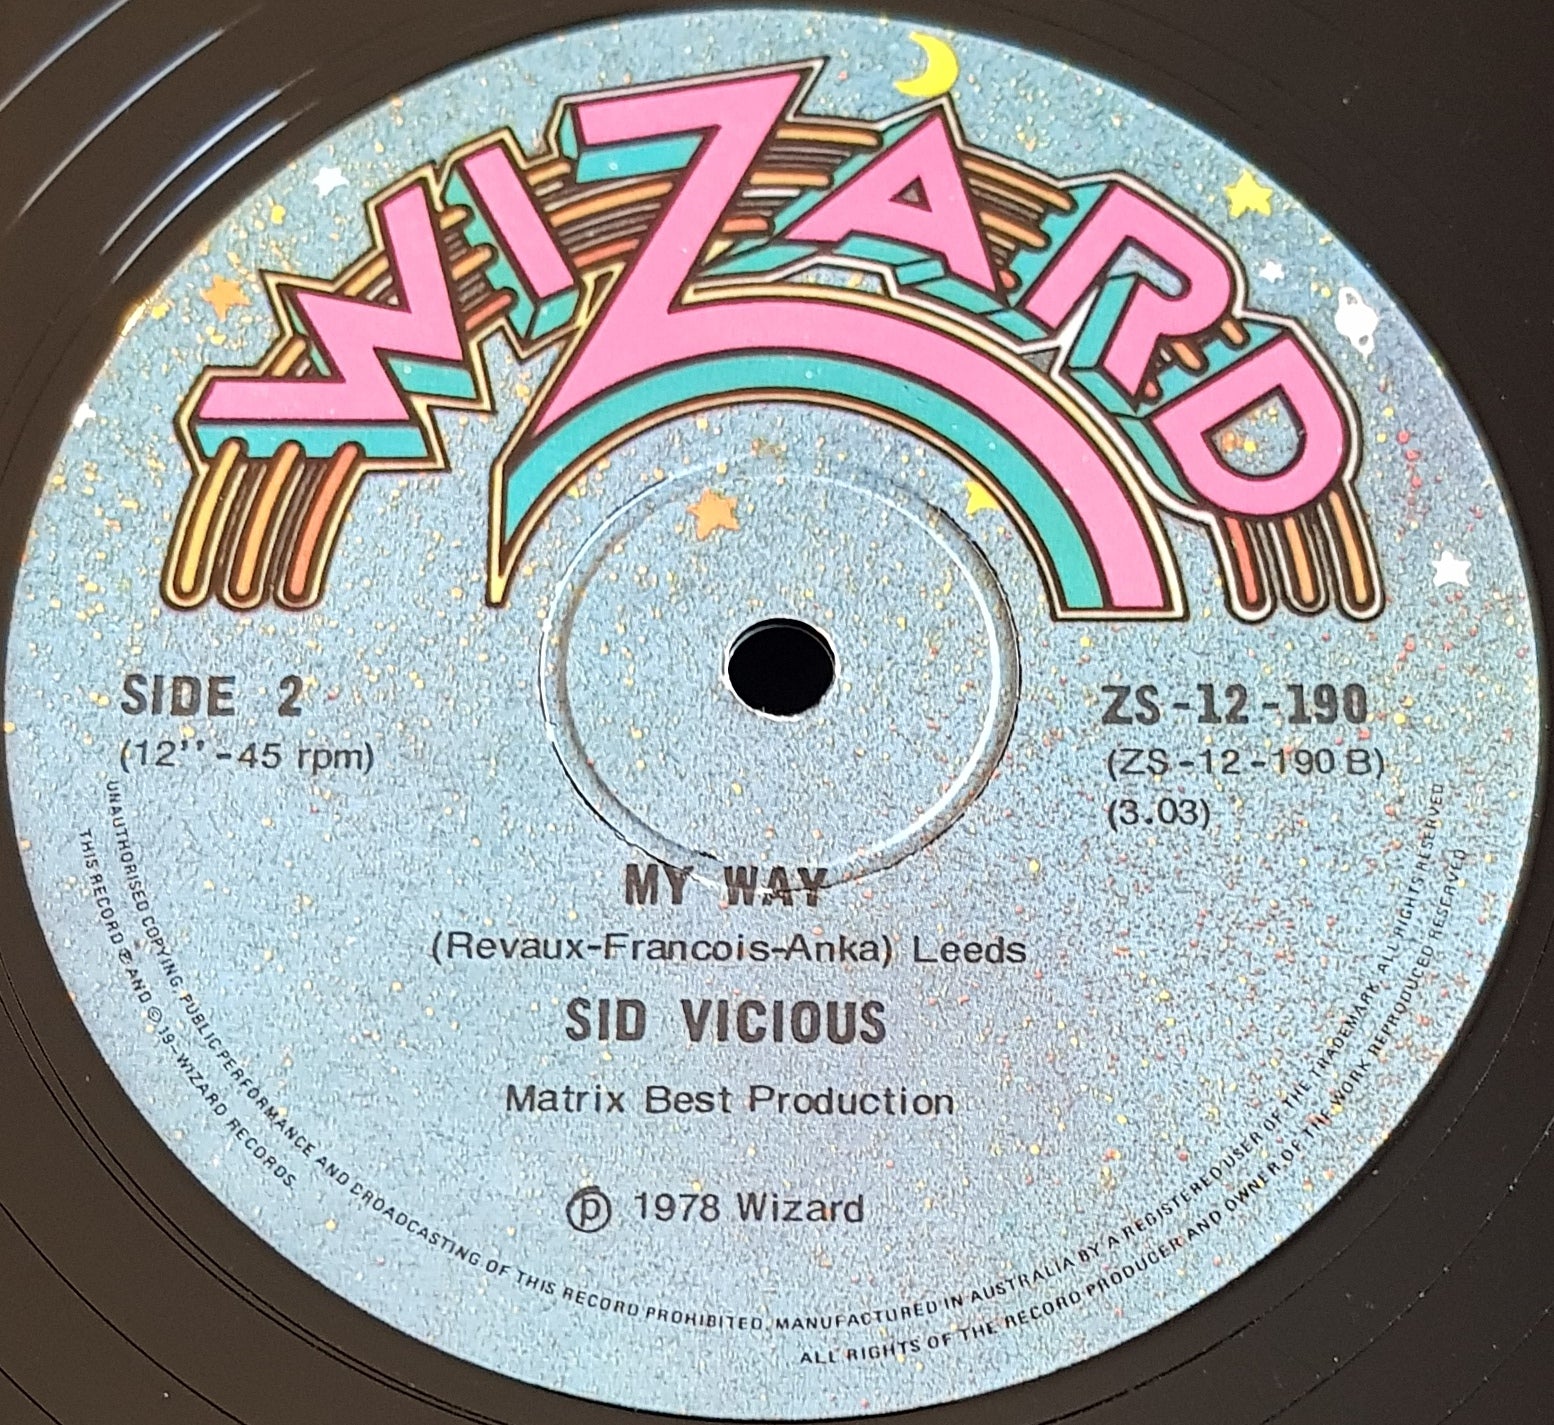 WIZARD
SIDE 2
(12''-45 rpm)
ZS-12-190
(ZS-12-190 B)
(3.03)
MY WAY
(Revaux-Francois-Anka) Leeds
SID VICIOUS
Matrix Best Production
Ⓟ 1978 Wizard
UNAUTHORISED COPYING, PUBLIC PERFORMANCE AND BROADCASTING OF THIS RECORD PROHIBITED. MANUFACTURED IN AUSTRALIA BY A REGISTERED USER OF THE TRADEMARK. ALL RIGHTS RESERVED
THIS RECORD Ⓟ AND © 19-WIZARD RECORDS.
ALL RIGHTS OF THE RECORD PRODUCER AND OWNER OF THE WORK REPRODUCED RESERVED